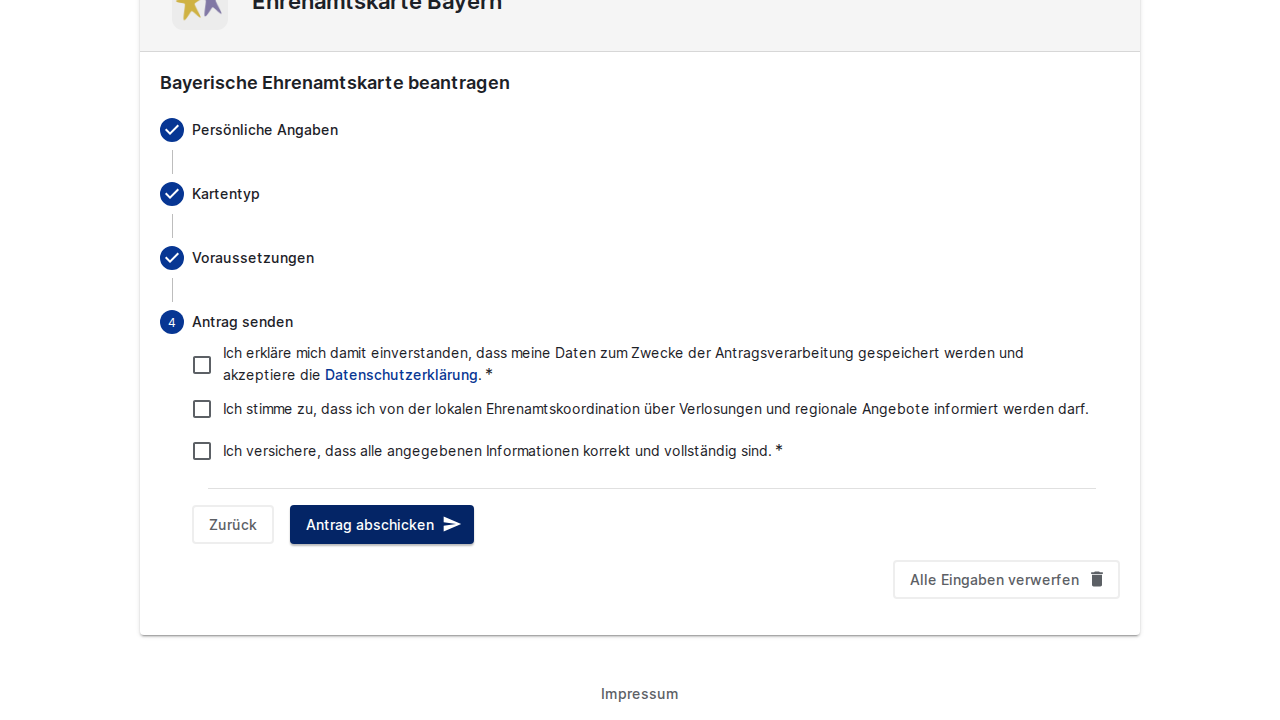 Ehrenamtskarte Bayern
Bayerische Ehrenamtskarte beantragen
Persönliche Angaben
Kartentyp
Voraussetzungen
4 Antrag senden
Ich erkläre mich damit einverstanden, dass meine Daten zum Zwecke der Antragsverarbeitung gespeichert werden und
akzeptiere die Datenschutzerklärung. *
Ich stimme zu, dass ich von der lokalen Ehrenamtskoordination über Verlosungen und regionale Angebote informiert werden darf.
Ich versichere, dass alle angegebenen Informationen korrekt und vollständig sind. *
Zurück Antrag abschicken
Alle Eingaben verwerfen
Impressum